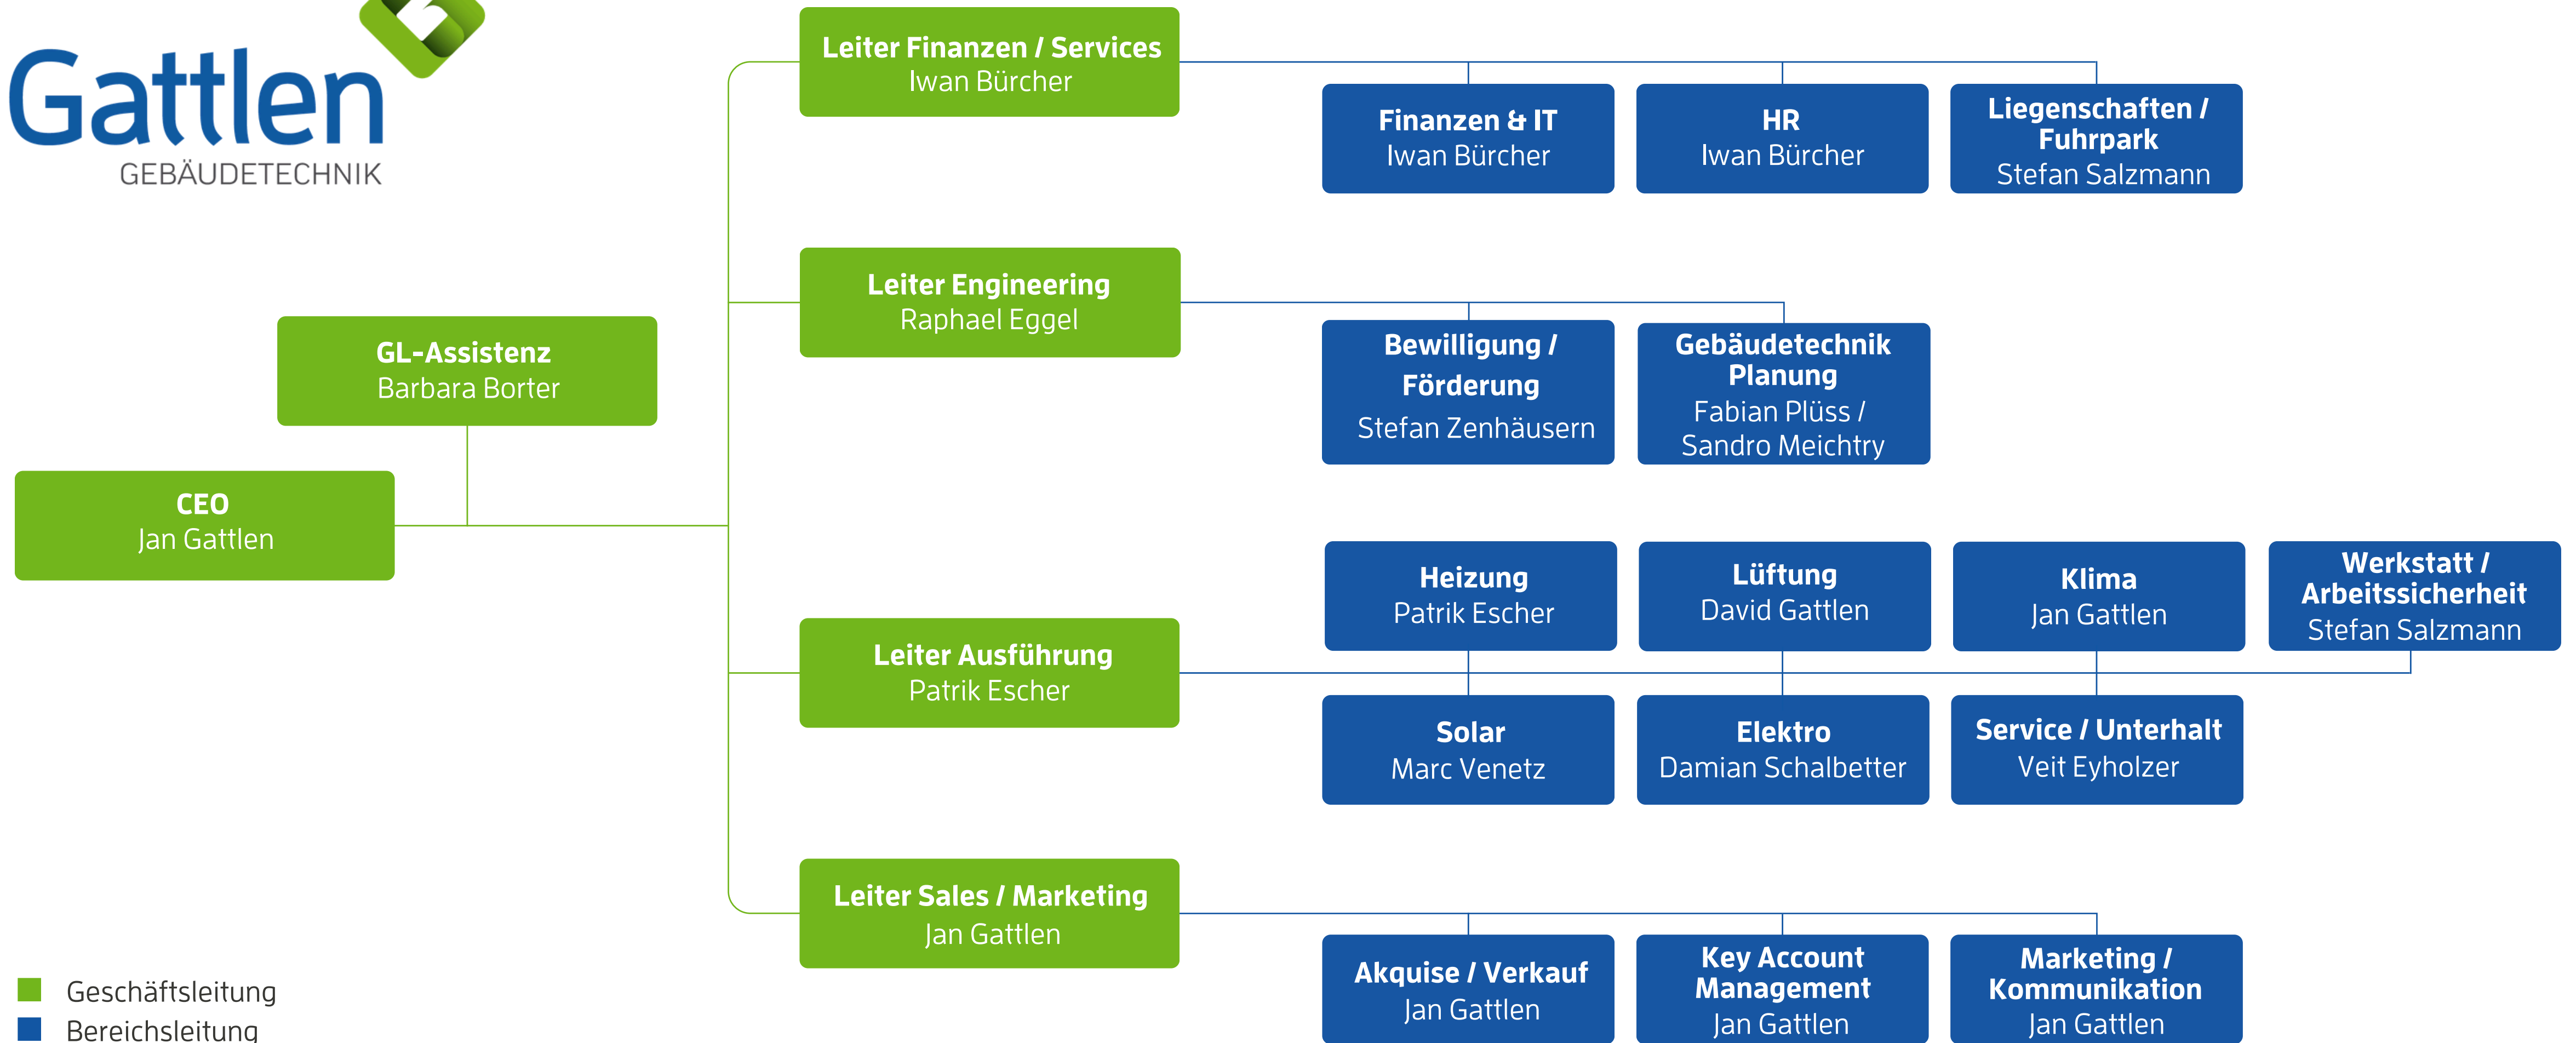 Gattlen
GEBÄUDETECHNIK
Leiter Finanzen / Services
Iwan Bürcher
Finanzen & IT
Iwan Bürcher
HR
Iwan Bürcher
Liegenschaften /
Fuhrpark
Stefan Salzmann
Leiter Engineering
Raphael Eggel
Bewilligung /
Förderung
Stefan Zenhäusern
Gebäudetechnik
Planung
Fabian Plüss /
Sandro Meichtry
GL-Assistenz
Barbara Borter
CEO
Jan Gattlen
Leiter Ausführung
Patrik Escher
Heizung
Patrik Escher
Lüftung
David Gattlen
Klima
Jan Gattlen
Werkstatt /
Arbeitssicherheit
Stefan Salzmann
Solar
Marc Venetz
Elektro
Damian Schalbetter
Service / Unterhalt
Veit Eyholzer
Leiter Sales / Marketing
Jan Gattlen
Akquise / Verkauf
Jan Gattlen
Key Account
Management
Jan Gattlen
Marketing /
Kommunikation
Jan Gattlen
Geschäftsleitung
Bereichsleitung